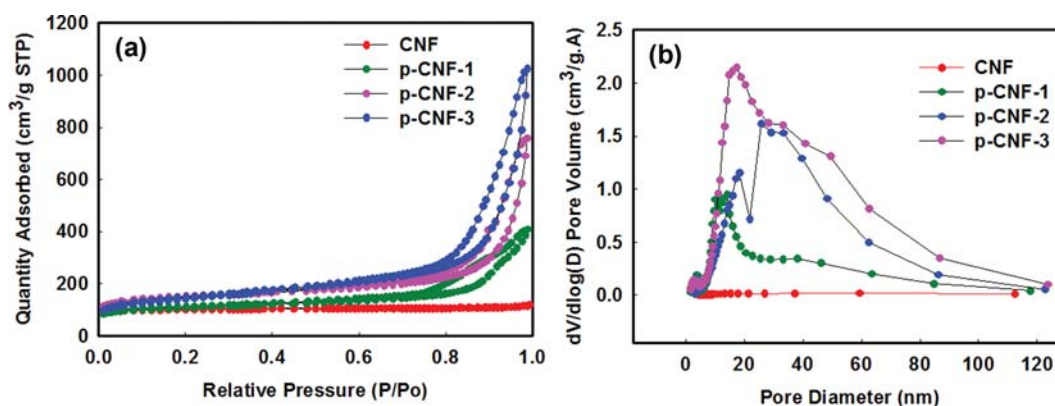 (a)
CNF
p-CNF-1
p-CNF-2
p-CNF-3
1200
1000
800
600
400
200
0
0.0
0.2
0.4
0.6
0.8
1.0
Quantity Adsorbed (cm³/g STP)
Relative Pressure (P/Po)
(b)
CNF
p-CNF-1
p-CNF-2
p-CNF-3
2.5
2.0
1.5
1.0
0.5
0.0
0
20
40
60
80
100
120
dV/dlog(D) Pore Volume (cm³/g.A)
Pore Diameter (nm)